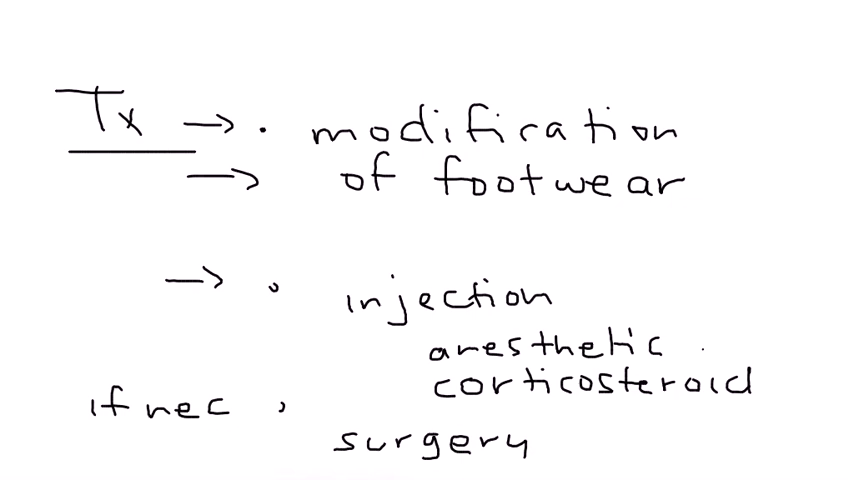 Tx → • modification
→ of footwear
→ • injection
anesthetic
corticosteroid
if nec,
surgery